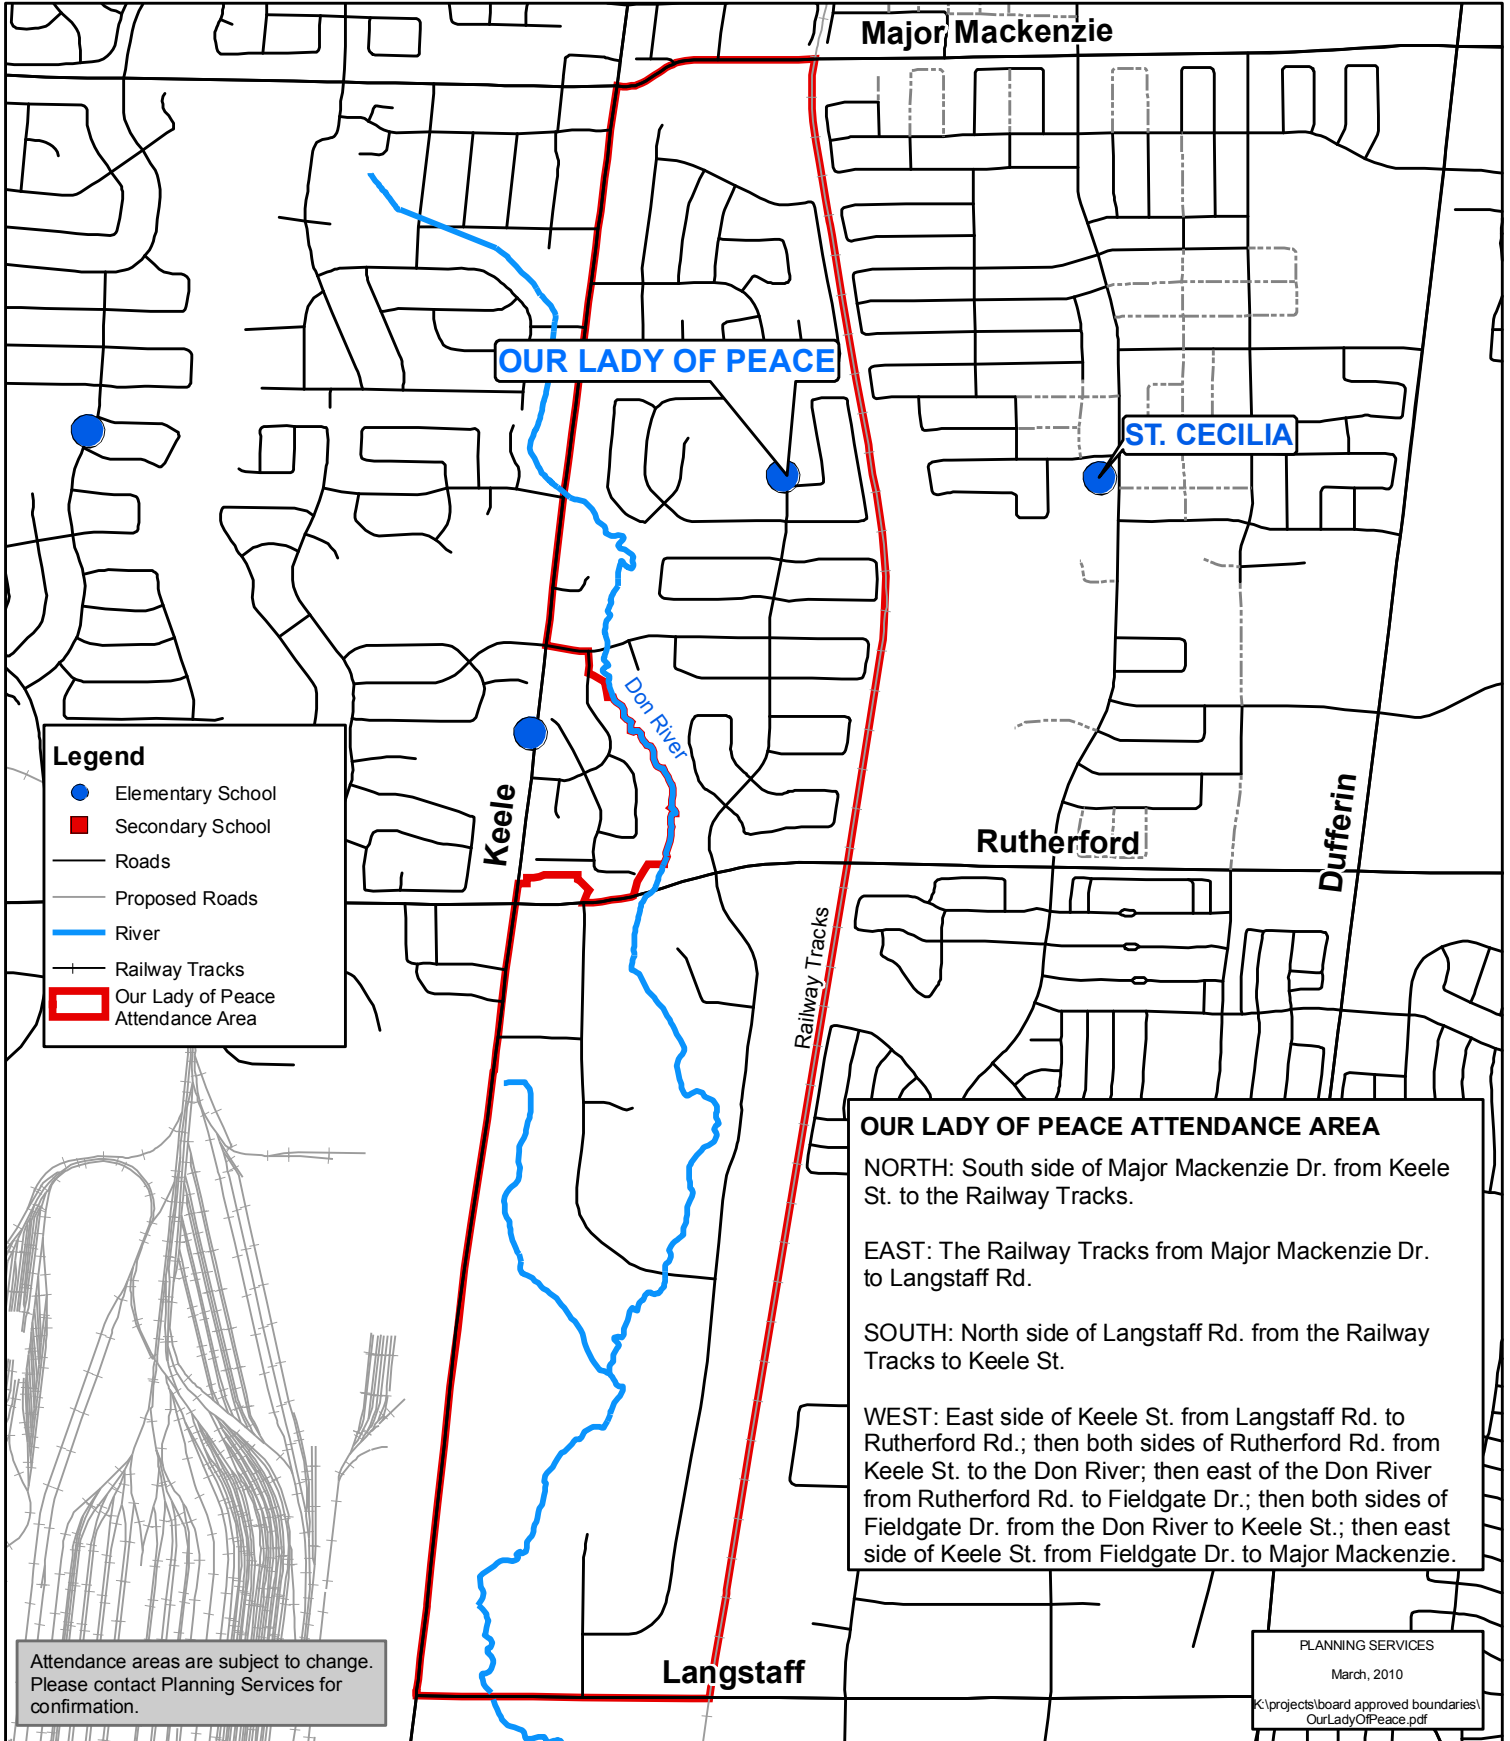 Major Mackenzie
OUR LADY OF PEACE
ST. CECILIA
Don River
Legend
Elementary School
Secondary School
Roads
Proposed Roads
River
Railway Tracks
Our Lady of Peace
Attendance Area
Keele
Rutherford
Dufferin
Railway Tracks
OUR LADY OF PEACE ATTENDANCE AREA
NORTH: South side of Major Mackenzie Dr. from Keele
St. to the Railway Tracks.
EAST: The Railway Tracks from Major Mackenzie Dr.
to Langstaff Rd.
SOUTH: North side of Langstaff Rd. from the Railway
Tracks to Keele St.
WEST: East side of Keele St. from Langstaff Rd. to
Rutherford Rd.; then both sides of Rutherford Rd. from
Keele St. to the Don River; then east of the Don River
from Rutherford Rd. to Fieldgate Dr.; then both sides of
Fieldgate Dr. from the Don River to Keele St.; then east
side of Keele St. from Fieldgate Dr. to Major Mackenzie.
Attendance areas are subject to change.
Please contact Planning Services for
confirmation.
Langstaff
PLANNING SERVICES
March, 2010
K:\projects\board approved boundaries\
OurLadyOfPeace.pdf